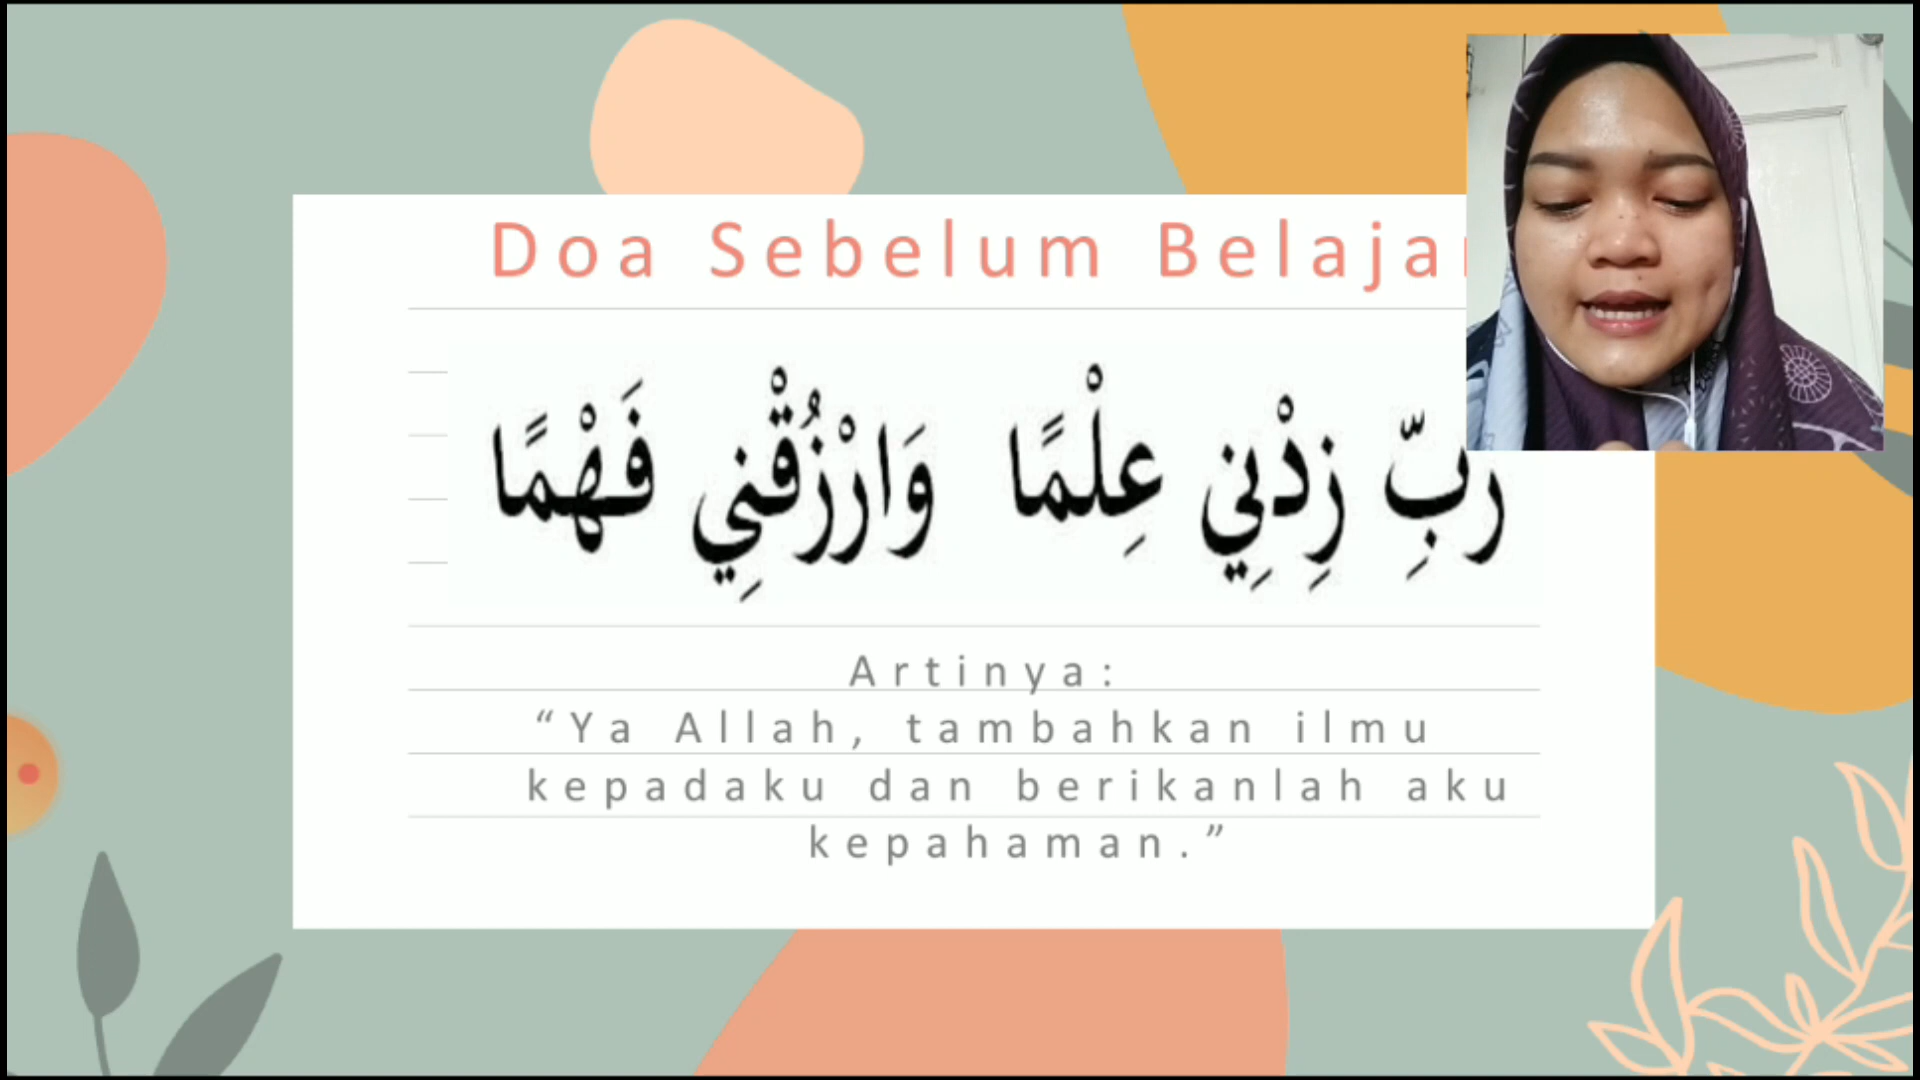 Doa Sebelum Belajar
رَبِّ زِدْنِي عِلْمًا وَارْزُقْنِي فَهْمًا
Artinya:
“Ya Allah, tambahkan ilmu
kepadaku dan berikanlah aku
kepahaman.”